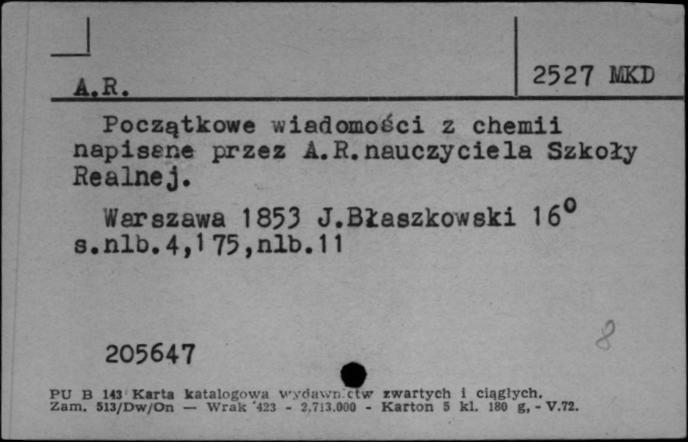 A.R.
2527 MKD
Początkowe wiadomości z chemii
napisane przez A.R.nauczyciela Szkoły
Realnej.
Warszawa 1853 J.Błaszkowski 16°
s.nlb.4,175,nlb.11
8
205647
PU B 143 Karta katalogowa wydawnictw zwartych i ciągłych.
Zam. 513/Dw/On — Wrak 423 - 2.713.000 - Karton 5 kl. 180 g, - V.72.